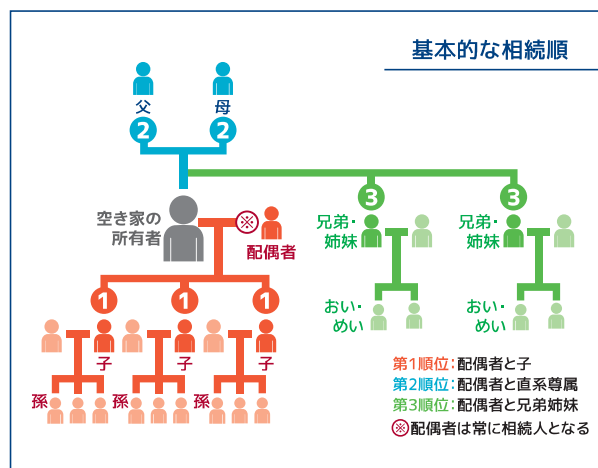 基本的な相続順
父
母
2
2
3
3
空き家の
所有者
※
配偶者
兄弟・
姉妹
兄弟・
姉妹
1
1
1
おい・
めい
おい・
めい
子
子
子
孫
孫
孫
第1順位：配偶者と子
第2順位：配偶者と直系尊属
第3順位：配偶者と兄弟姉妹
※配偶者は常に相続人となる